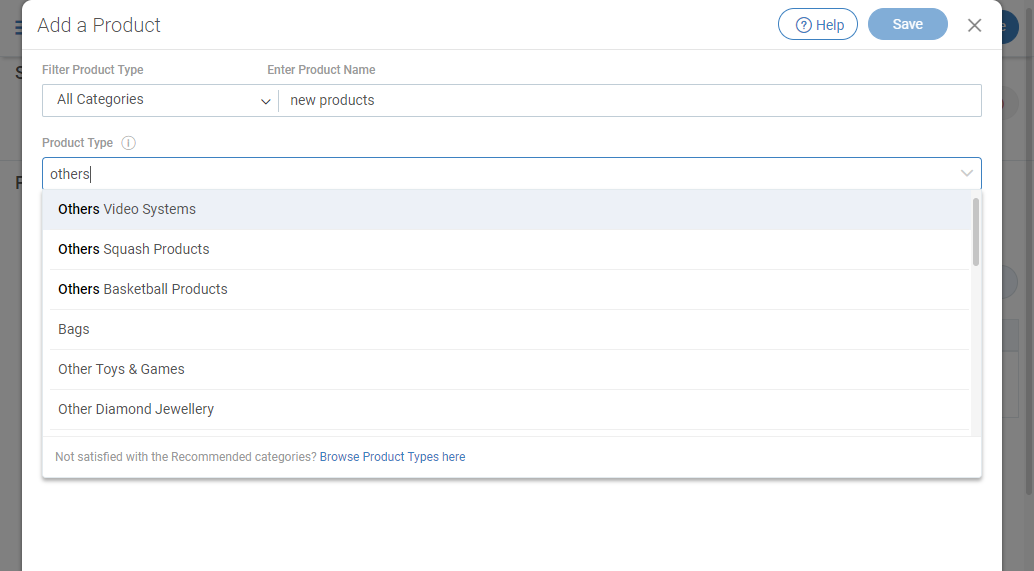 Add a Product
Help
Save
Filter Product Type
Enter Product Name
All Categories
new products
Product Type
others
Others Video Systems
Others Squash Products
Others Basketball Products
Bags
Other Toys & Games
Other Diamond Jewellery
Not satisfied with the Recommended categories? Browse Product Types here